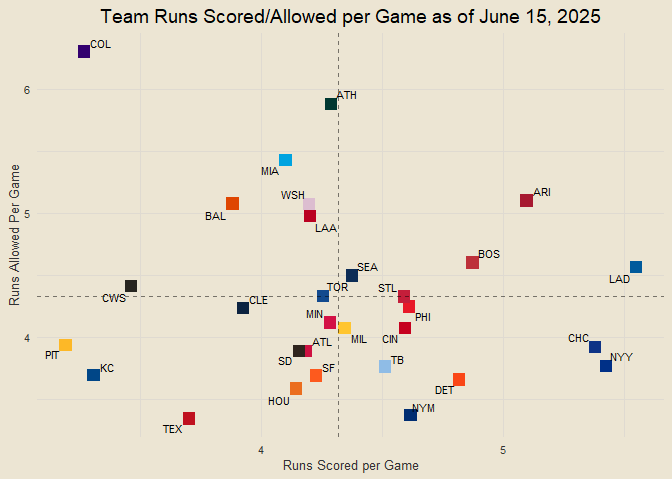 Team Runs Scored/Allowed per Game as of June 15, 2025
COL
6
ATH
MIA
WSH
ARI
5
BAL
LAA
BOS
SEA
LAD
CWS
TOR
STL
CLE
MIN
PHI
4
MIL
CIN
CHC
PIT
ATL
NYY
SD
TB
KC
SF
DET
HOU
NYM
TEX
4
5
Runs Scored per Game
Runs Allowed Per Game